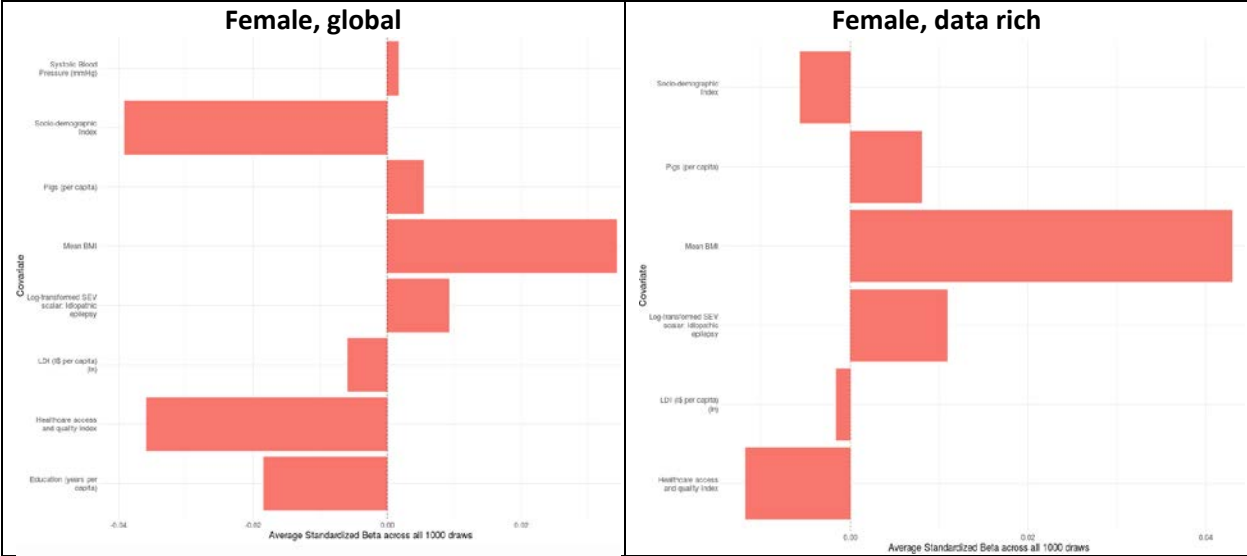 Female, global
Systolic Blood
Pressure (mmHg)
Socio-demographic
Index
Pigs (per capita)
Mean BMI
Log-transformed SEV
scalar: Idiopathic
epilepsy
LDI (I$ per capita)
(ln)
Healthcare access
and quality index
Education (years per
capita)
Covariate
-0.04
-0.02
0.00
0.02
Average Standardized Beta across all 1000 draws
Female, data rich
Socio-demographic
Index
Pigs (per capita)
Mean BMI
Log-transformed SEV
scalar: Idiopathic
epilepsy
LDI (I$ per capita)
(ln)
Healthcare access
and quality index
Covariate
0.00
0.02
0.04
Average Standardized Beta across all 1000 draws